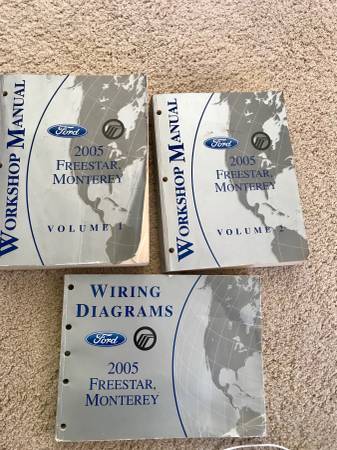 WORKSHOP MANUAL
Ford
2005
FREESTAR,
MONTEREY
VOLUME 1
WORKSHOP MANUAL
Ford
2005
FREESTAR,
MONTEREY
VOLUME 2
WIRING
DIAGRAMS
Ford
2005
FREESTAR,
MONTEREY